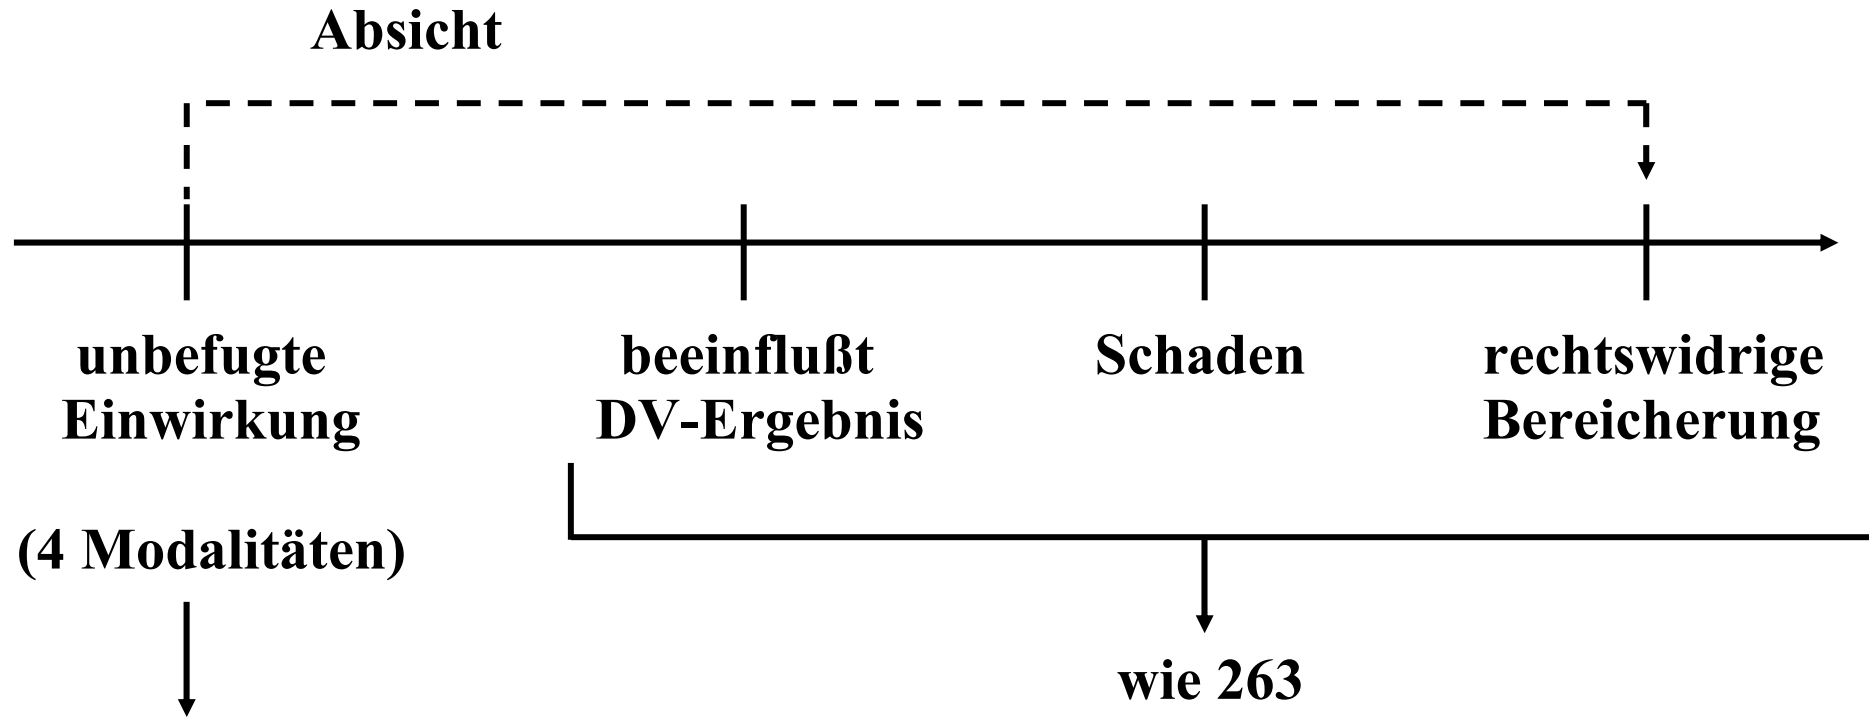 Absicht
unbefugte
Einwirkung
beeinflußt
DV-Ergebnis
Schaden
rechtswidrige
Bereicherung
(4 Modalitäten)
wie 263